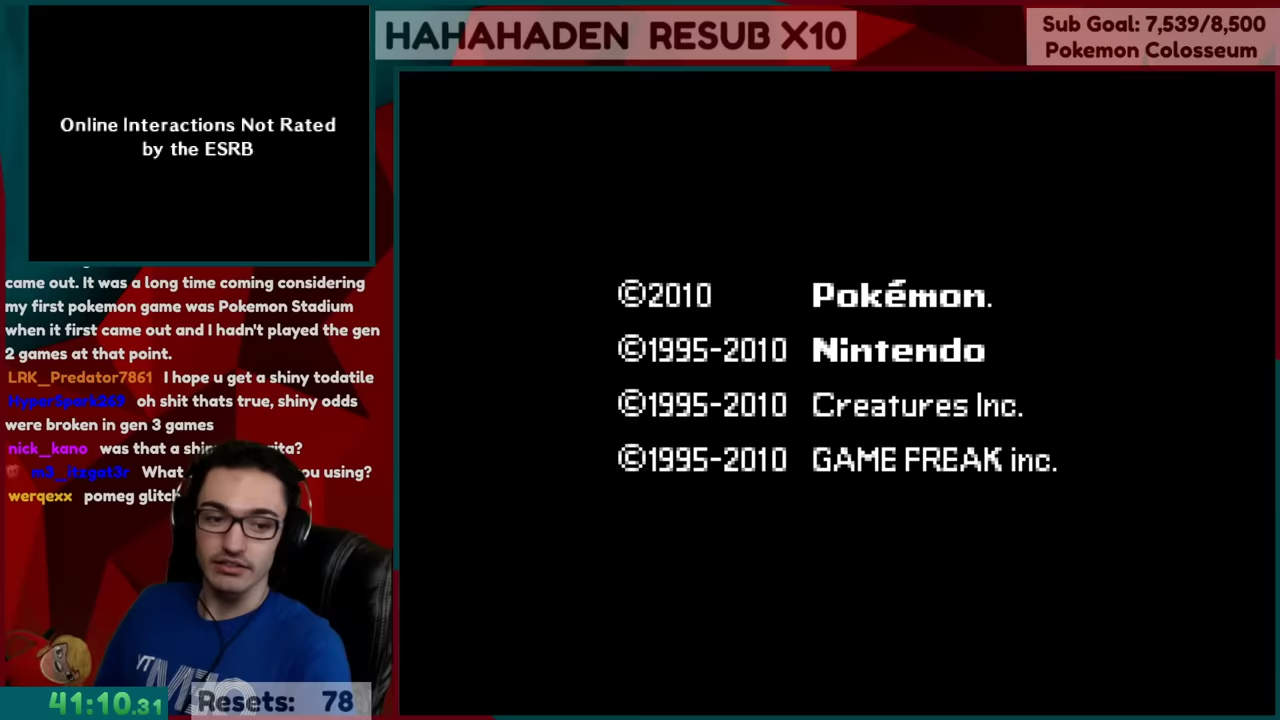 HAHAHADEN RESUB X10
Sub Goal: 7,539/8,500
Pokemon Colosseum
Online Interactions Not Rated
by the ESRB
came out. It was a long time coming considering
my first pokemon game was Pokemon Stadium
when it first came out and I hadn't played the gen
2 games at that point.
LRK_Predator7861 I hope u get a shiny todatile
HyperSpark269 oh shit thats true, shiny odds
were broken in gen 3 games
nick_kano was that a
m3_itzgat3r What you using?
werqexx pomeg glitch
©2010 Pokémon.
©1995-2010 Nintendo
©1995-2010 Creatures Inc.
©1995-2010 GAME FREAK inc.
YT
41:10.31
Resets: 78